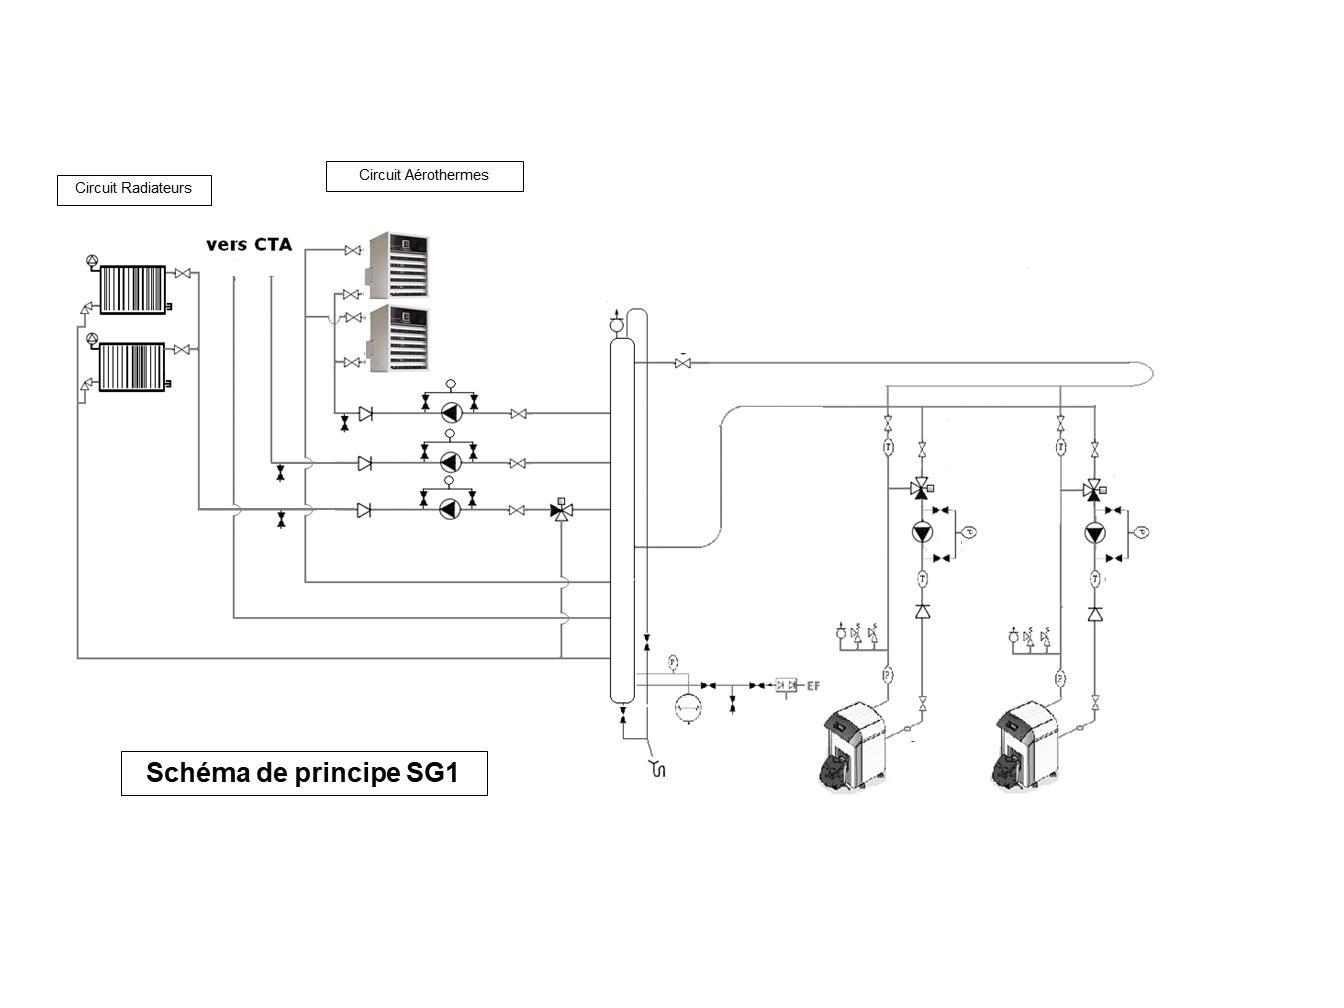 Circuit Aérothermes
Circuit Radiateurs
vers CTA
T
T
P
P
T
T
P
EF
P
P
Schéma de principe SG1